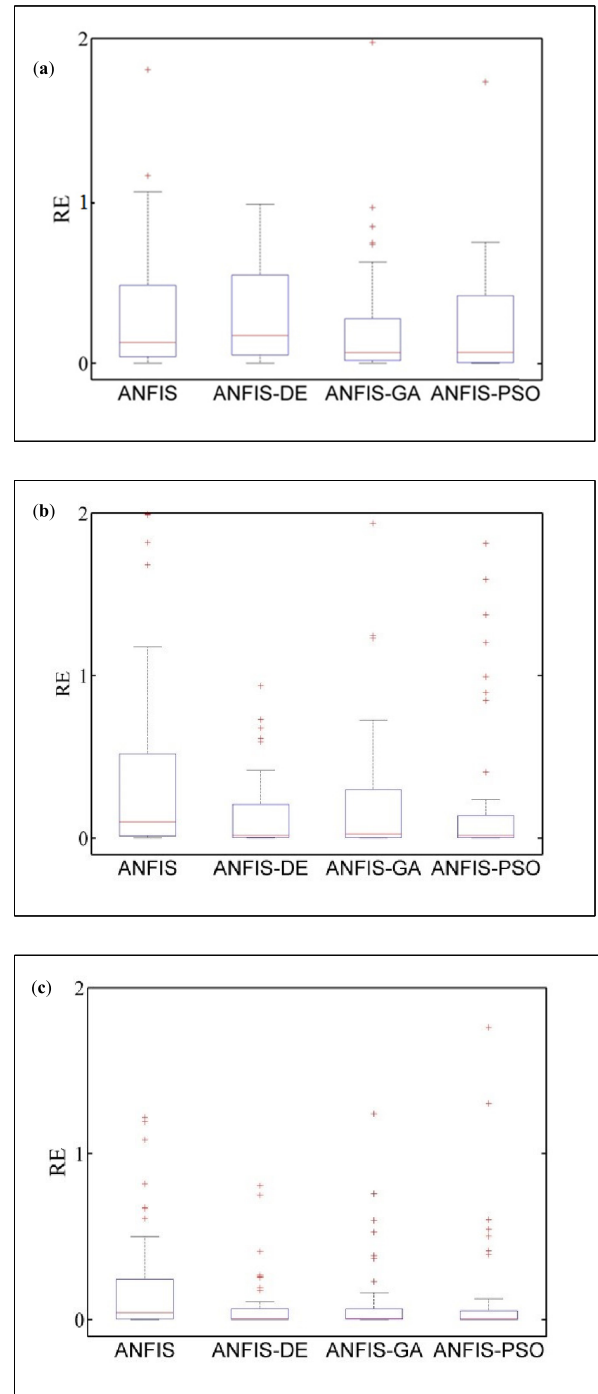 (a)
2
RE
1
0
ANFIS ANFIS-DE ANFIS-GA ANFIS-PSO
(b)
2
1
RE
0
ANFIS ANFIS-DE ANFIS-GA ANFIS-PSO
(c)
2
1
RE
0
ANFIS ANFIS-DE ANFIS-GA ANFIS-PSO